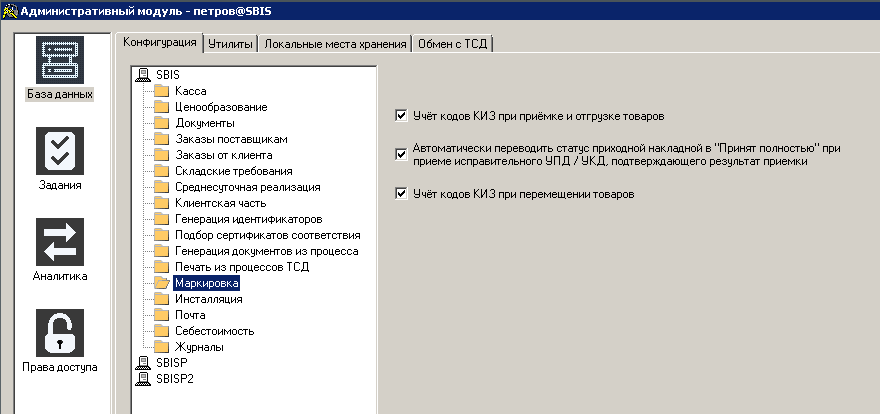 Административный модуль - петров@SBIS
База данных
Задания
Аналитика
Права доступа
Конфигурация
Утилиты
Локальные места хранения
Обмен с ТСД
SBIS
Касса
Ценообразование
Документы
Заказы поставщикам
Заказы от клиента
Складские требования
Среднесуточная реализация
Клиентская часть
Генерация идентификаторов
Подбор сертификатов соответствия
Генерация документов из процесса
Печать из процессов ТСД
Маркировка
Инсталляция
Почта
Себестоимость
Журналы
SBISP
SBISP2
Учёт кодов КИЗ при приёмке и отгрузке товаров
Автоматически переводить статус приходной накладной в "Принят полностью" при
приеме исправительного УПД / УКД, подтверждающего результат приемки
Учёт кодов КИЗ при перемещении товаров